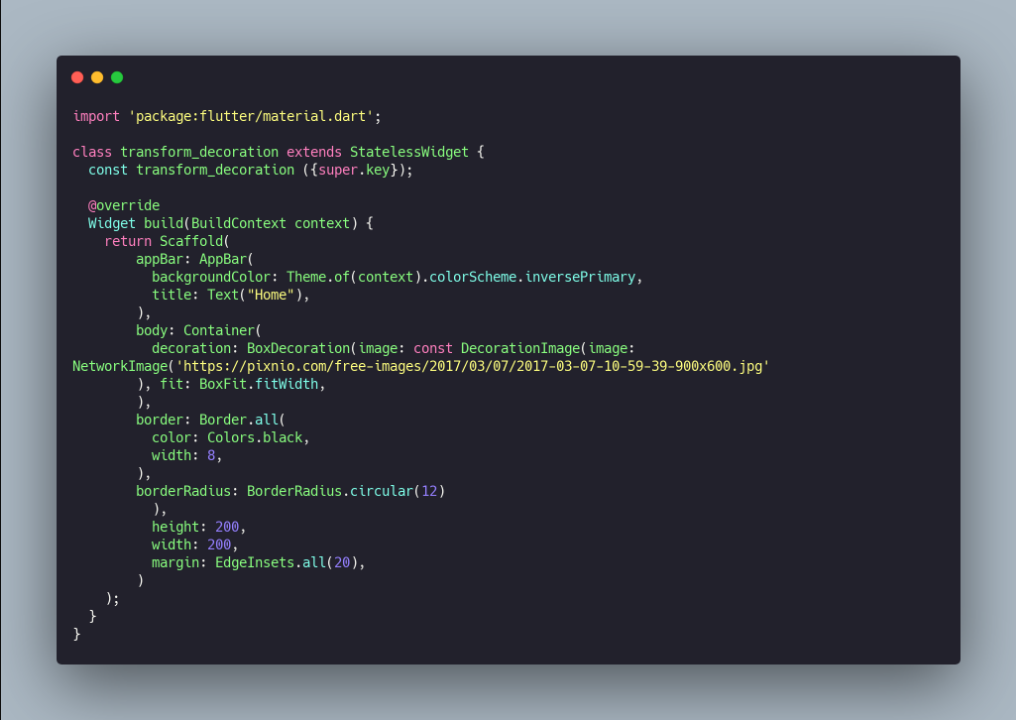 import 'package:flutter/material.dart';
class transform_decoration extends StatelessWidget {
const transform_decoration ({super.key});
@override
Widget build(BuildContext context) {
return Scaffold(
appBar: AppBar(
backgroundColor: Theme.of(context).colorScheme.inversePrimary,
title: Text("Home"),
),
body: Container(
decoration: BoxDecoration(image: const DecorationImage(image:
NetworkImage('https://pixnio.com/free-images/2017/03/07/2017-03-07-10-59-39-900x600.jpg'
), fit: BoxFit.fitWidth,
),
border: Border.all(
color: Colors.black,
width: 8,
),
borderRadius: BorderRadius.circular(12)
),
height: 200,
width: 200,
margin: EdgeInsets.all(20),
)
);
}
}